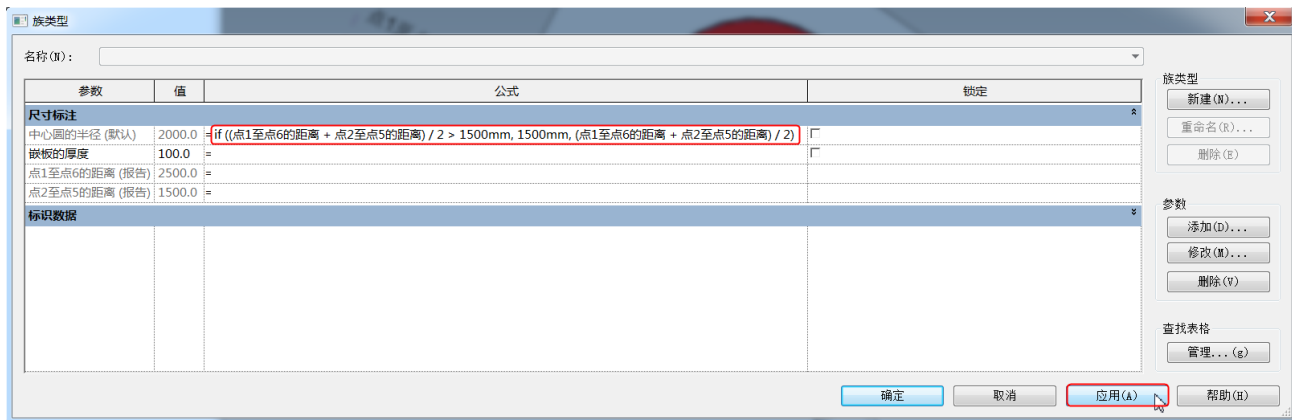 族类型
点1至
名称(N):
参数 值 公式 锁定
尺寸标注
中心圆的半径 (默认) 2000.0 =if ((点1至点6的距离 + 点2至点5的距离) / 2 > 1500mm, 1500mm, (点1至点6的距离 + 点2至点5的距离) / 2)
嵌板的厚度 100.0 =
点1至点6的距离 (报告) 2500.0 =
点2至点5的距离 (报告) 1500.0 =
标识数据
族类型
新建(N)...
重命名(R)...
删除(E)
参数
添加(D)...
修改(M)...
删除(V)
查找表格
管理...(g)
确定 取消 应用(A) 帮助(H)